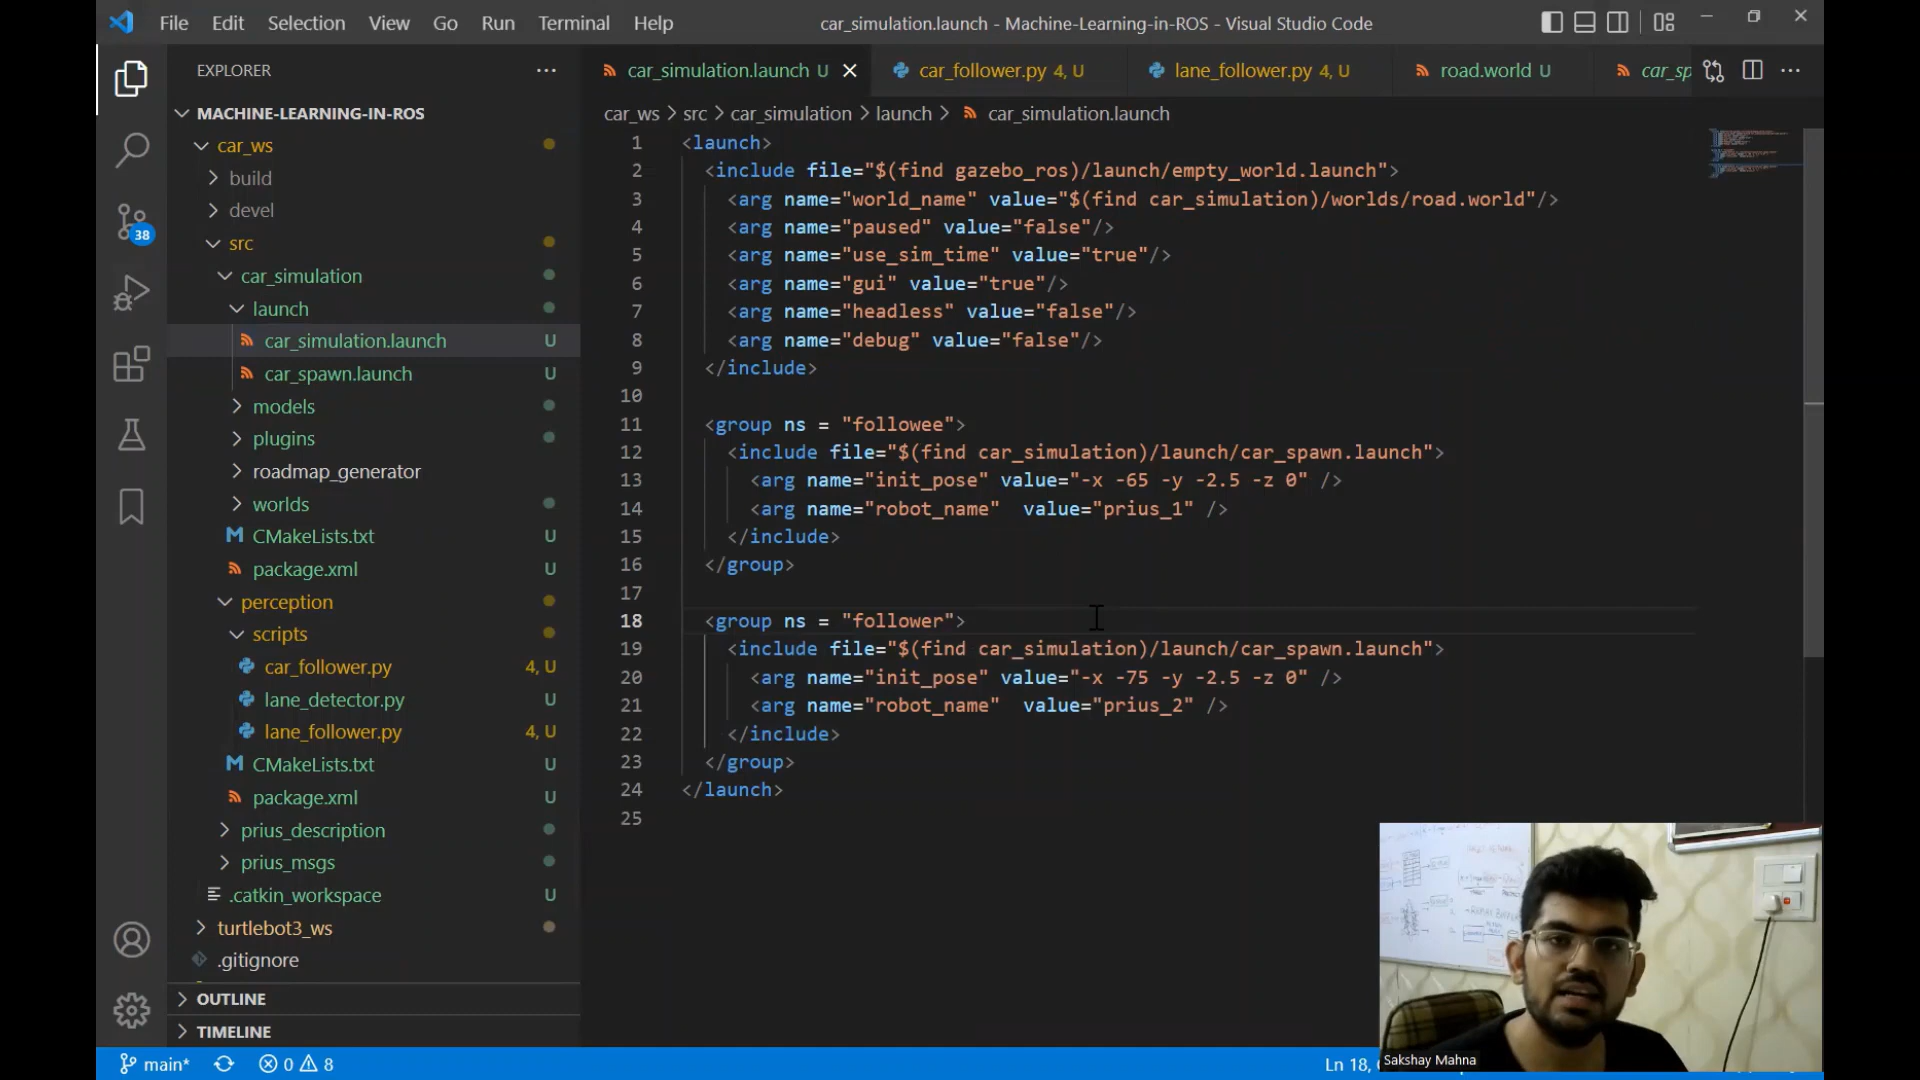 File Edit Selection View Go Run Terminal Help
car_simulation.launch - Machine-Learning-in-ROS - Visual Studio Code
EXPLORER
car_simulation.launch U
car_follower.py 4, U
lane_follower.py 4, U
road.world U
car_sp
MACHINE-LEARNING-IN-ROS
car_ws > src > car_simulation > launch > car_simulation.launch
car_ws
build
devel
38
src
car_simulation
launch
car_simulation.launch U
car_spawn.launch U
models
plugins
roadmap_generator
worlds
CMakeLists.txt U
package.xml U
perception
scripts
car_follower.py 4, U
lane_detector.py U
lane_follower.py 4, U
CMakeLists.txt U
package.xml U
prius_description
prius_msgs
.catkin_workspace U
turtlebot3_ws
.gitignore
OUTLINE
TIMELINE
1 <launch>
2 <include file="$(find gazebo_ros)/launch/empty_world.launch">
3 <arg name="world_name" value="$(find car_simulation)/worlds/road.world"/>
4 <arg name="paused" value="false"/>
5 <arg name="use_sim_time" value="true"/>
6 <arg name="gui" value="true"/>
7 <arg name="headless" value="false"/>
8 <arg name="debug" value="false"/>
9 </include>
10
11 <group ns = "followee">
12 <include file="$(find car_simulation)/launch/car_spawn.launch">
13 <arg name="init_pose" value="-x -65 -y -2.5 -z 0" />
14 <arg name="robot_name"  value="prius_1" />
15 </include>
16 </group>
17
18 <group ns = "follower">
19 <include file="$(find car_simulation)/launch/car_spawn.launch">
20 <arg name="init_pose" value="-x -75 -y -2.5 -z 0" />
21 <arg name="robot_name"  value="prius_2" />
22 </include>
23 </group>
24 </launch>
25
Sakshay Mahna
main* 0 8
Ln 18,